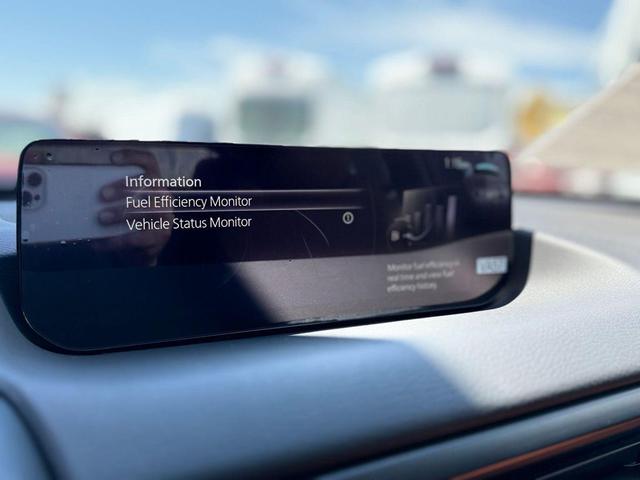 Information
Fuel Efficiency Monitor
Vehicle Status Monitor
Monitor fuel efficiency in
real time and view fuel
efficiency history.